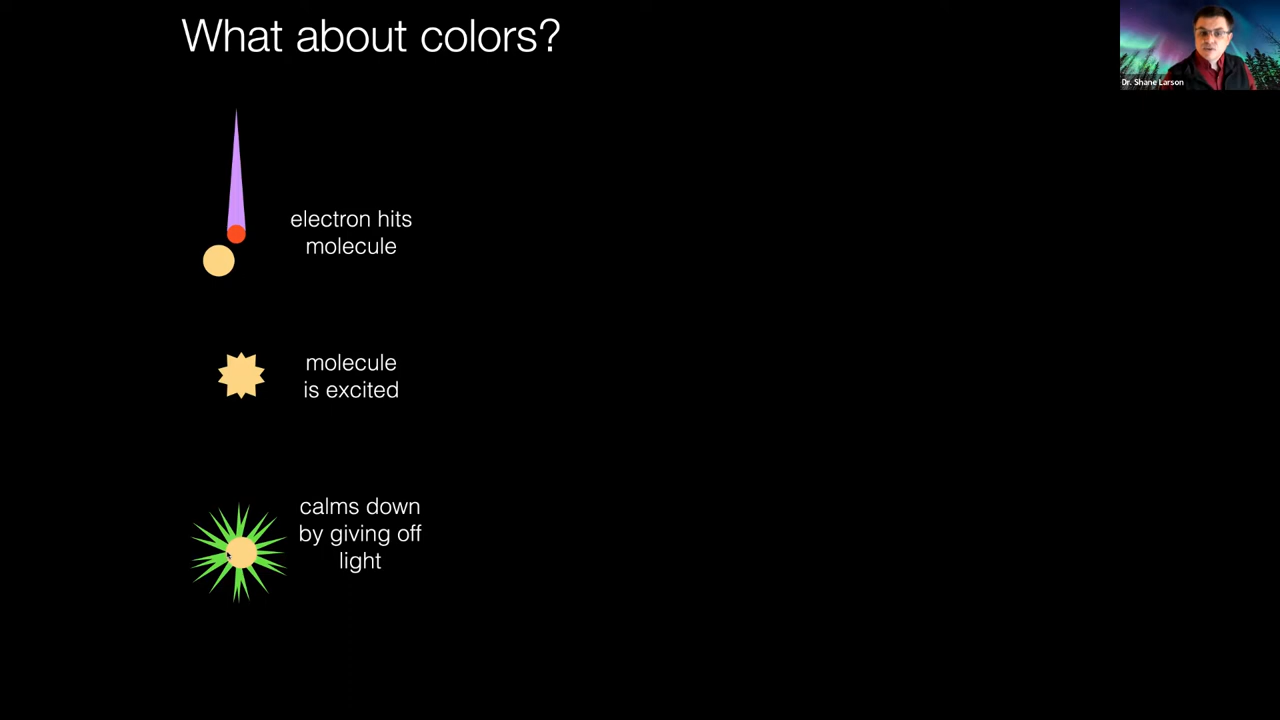 What about colors?
Dr. Shane Larson
electron hits
molecule
molecule
is excited
calms down
by giving off
light